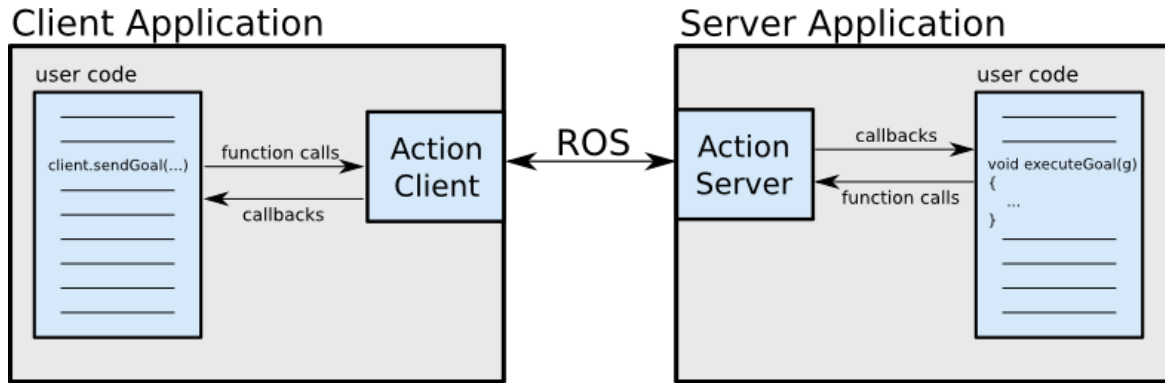 Client Application
user code
client.sendGoal(...)
function calls
callbacks
Action
Client
ROS
Server Application
Action
Server
callbacks
function calls
user code
void executeGoal(g)
{
...
}